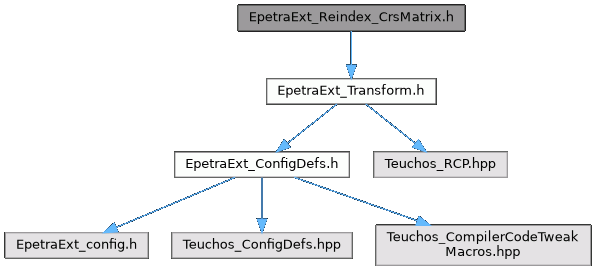 EpetraExt_Reindex_CrsMatrix.h
EpetraExt_Transform.h
EpetraExt_ConfigDefs.h
Teuchos_RCP.hpp
EpetraExt_config.h
Teuchos_ConfigDefs.hpp
Teuchos_CompilerCodeTweak
Macros.hpp